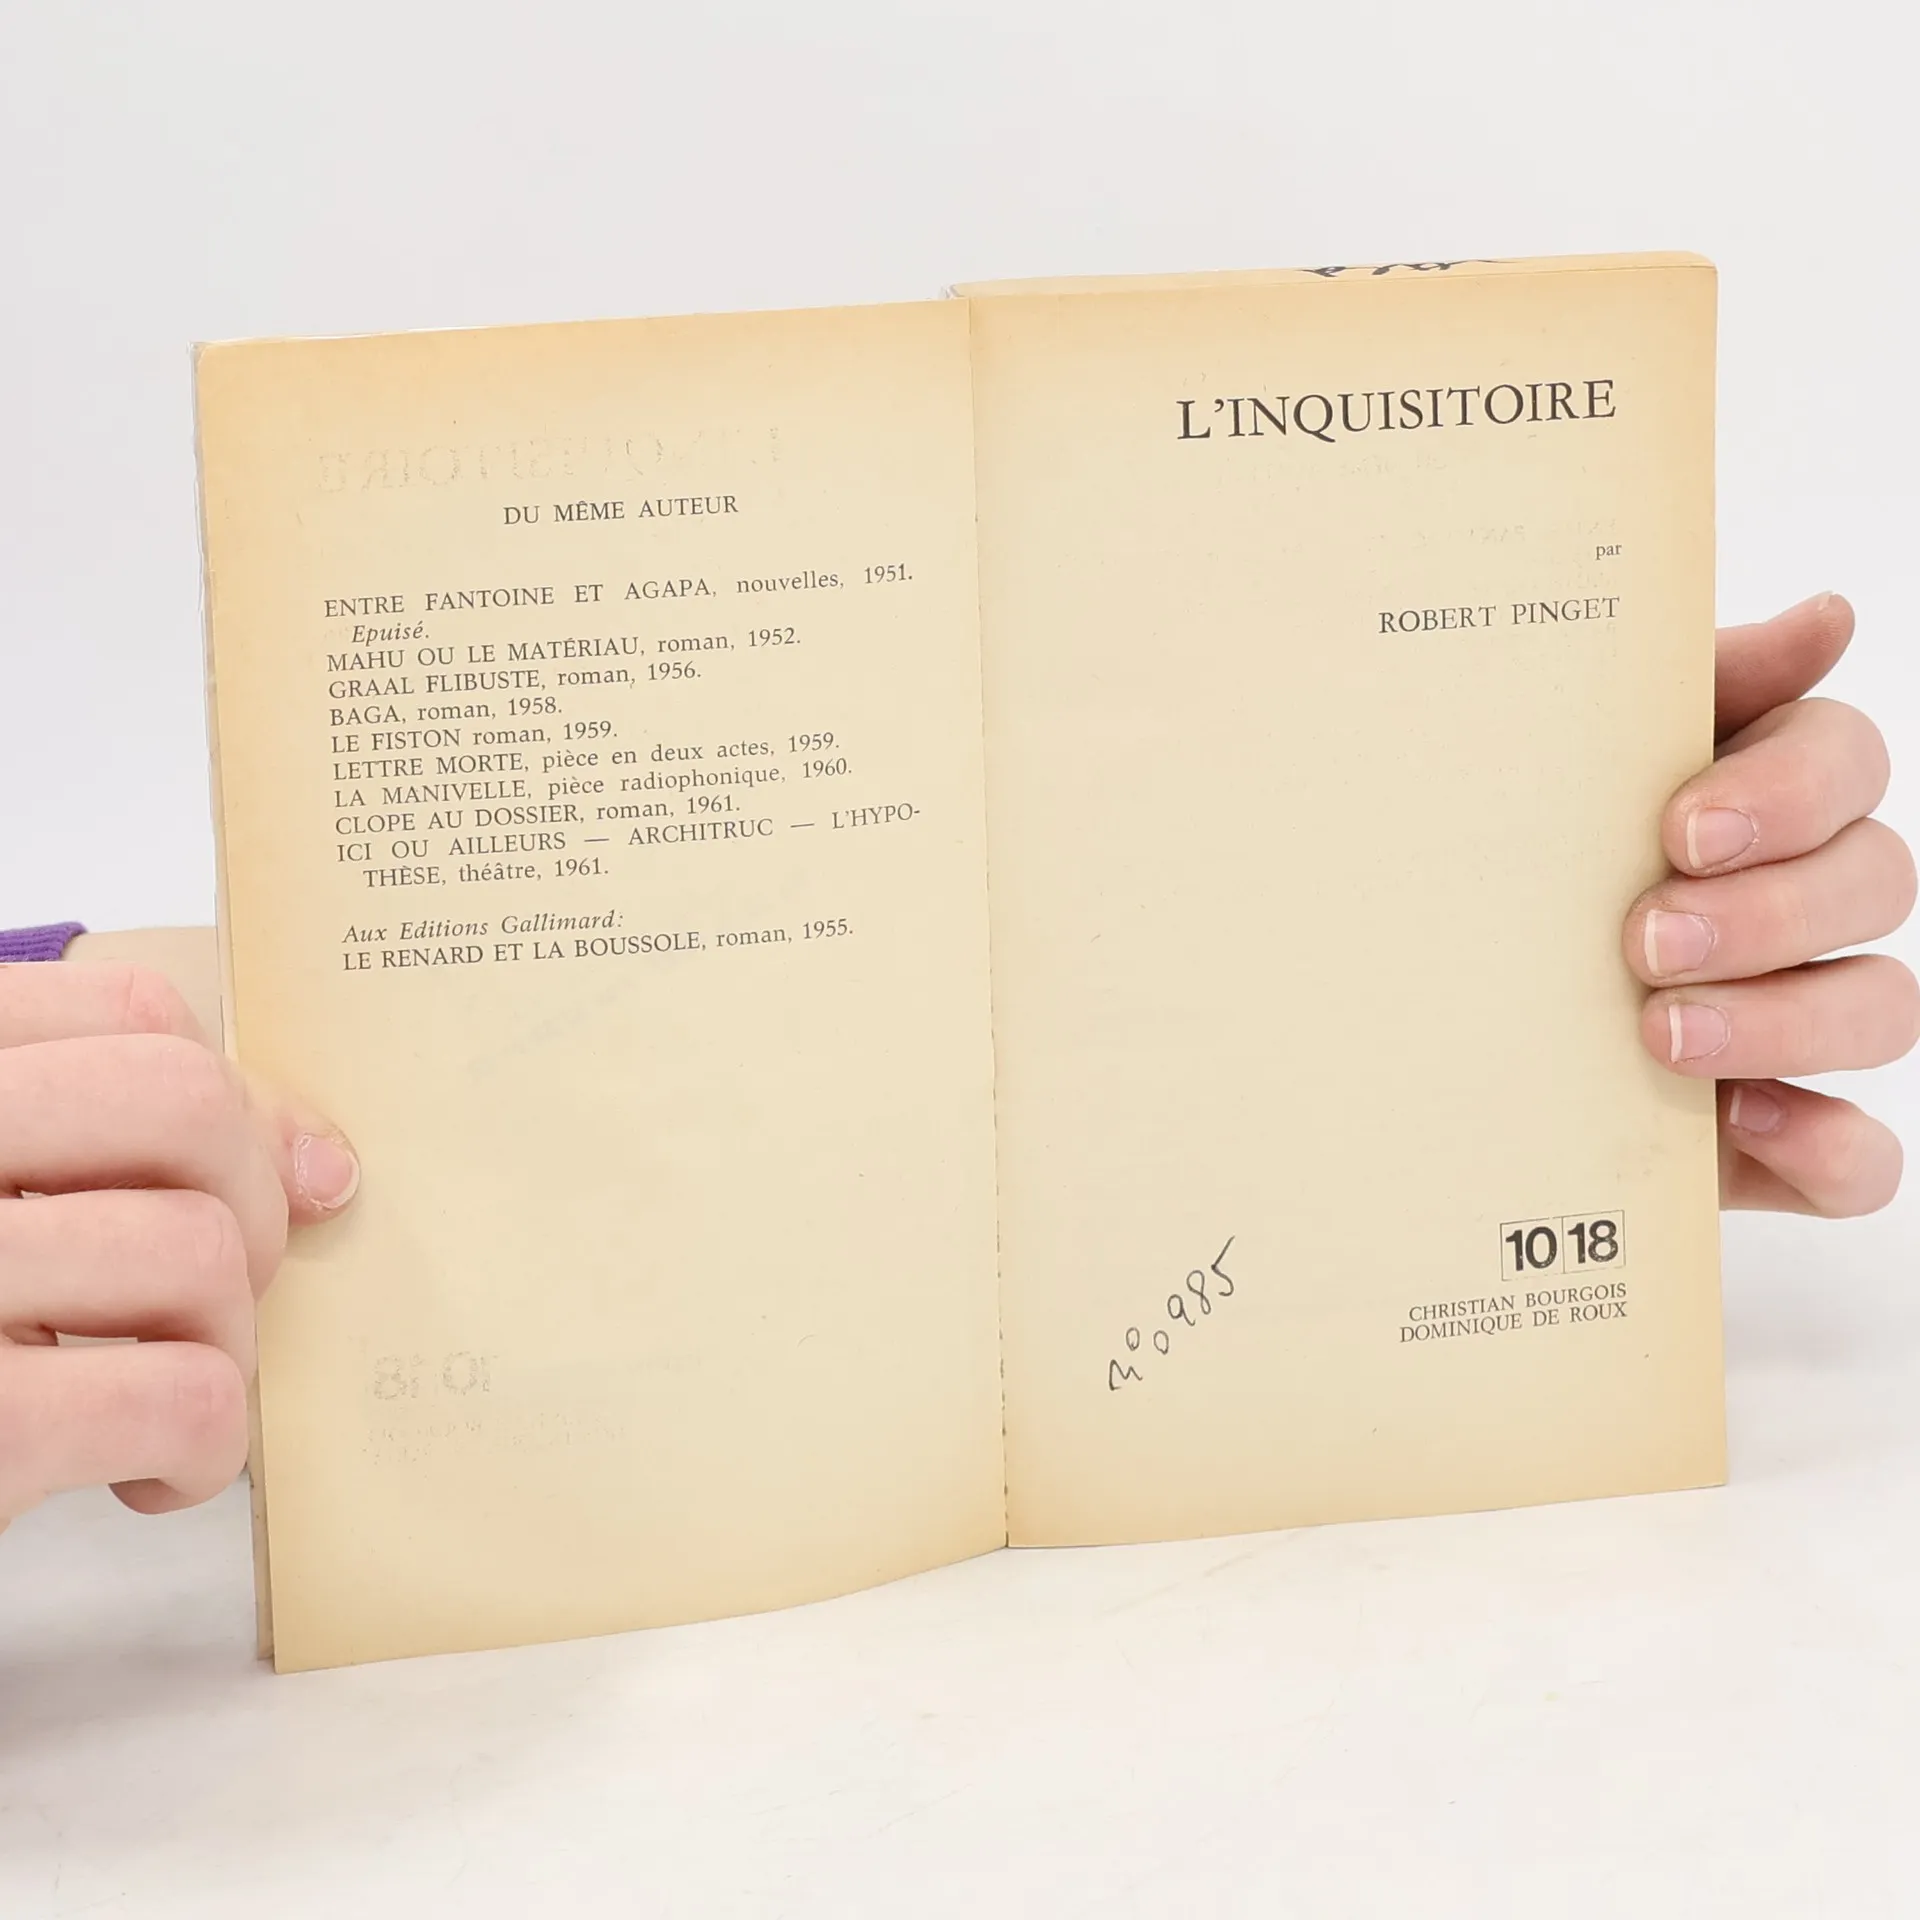 DU MÊME AUTEUR
ENTRE FANTOINE ET AGAPA, nouvelles, 1951.
Epuisé.
MAHU OU LE MATÉRIAU, roman, 1952.
GRAAL FLIBUSTE, roman, 1956.
BAGA, roman, 1958.
LE FISTON roman, 1959.
LETTRE MORTE, pièce en deux actes, 1959.
LA MANIVELLE, pièce radiophonique, 1960.
CLOPE AU DOSSIER, roman, 1961.
ICI OU AILLEURS — ARCHITRUC — L'HYPO-
THÈSE, théâtre, 1961.
Aux Editions Gallimard:
LE RENARD ET LA BOUSSOLE, roman, 1955.
L'INQUISITOIRE
par
ROBERT PINGET
10 18
CHRISTIAN BOURGOIS
DOMINIQUE DE ROUX